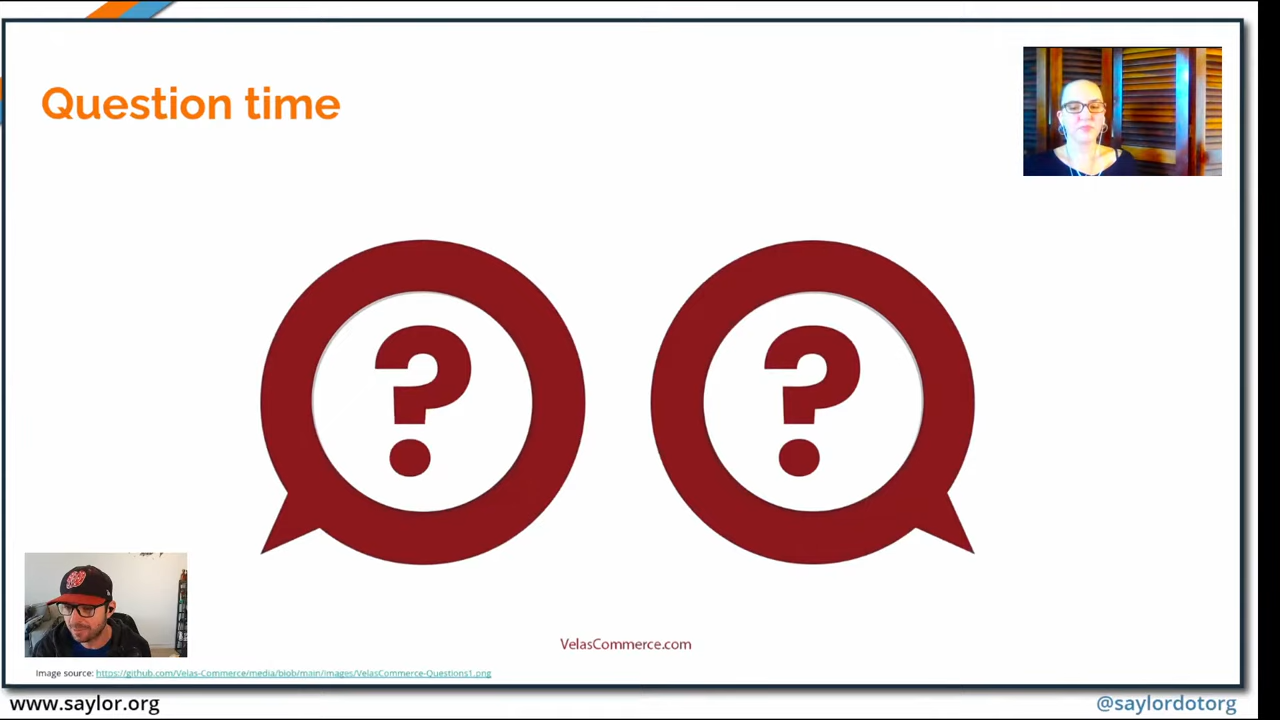 Question time
?
?
VelasCommerce.com
Image source: https://github.com/Velas-Commerce/media/blob/main/images/VelasCommerce-Questions1.png
www.saylor.org
@saylordotorg